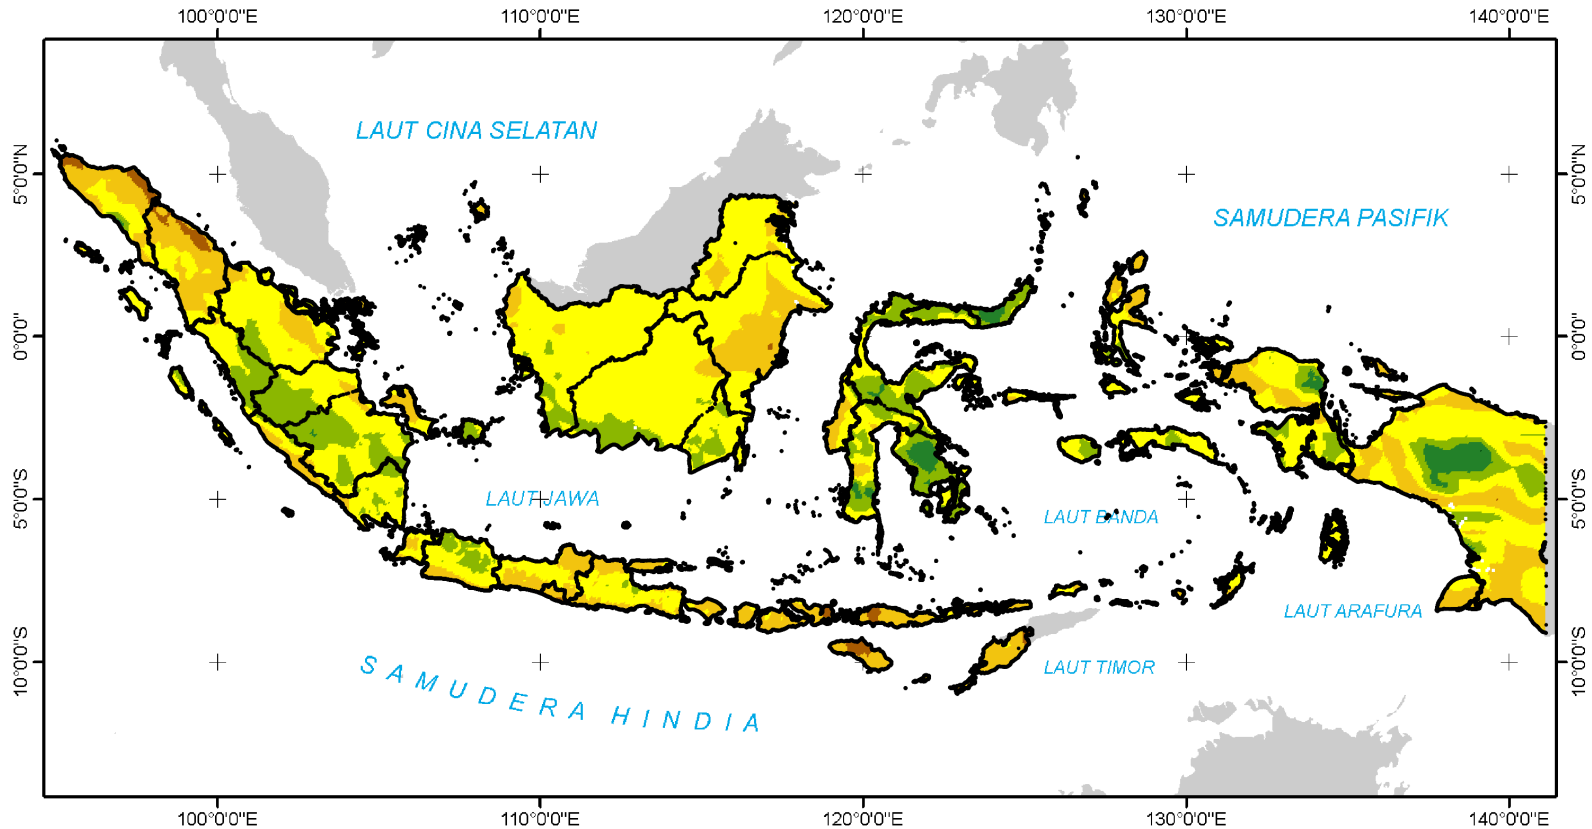 100°0'0"E 110°0'0"E 120°0'0"E 130°0'0"E 140°0'0"E
LAUT CINA SELATAN
5°0'0"N 5°0'0"N
SAMUDERA PASIFIK
0°0'0" 0°0'0"
5°0'0"S LAUT JAWA 5°0'0"S
LAUT BANDA
LAUT ARAFURA
10°0'0"S SAMUDERA HINDIA LAUT TIMOR 10°0'0"S
100°0'0"E 110°0'0"E 120°0'0"E 130°0'0"E 140°0'0"E